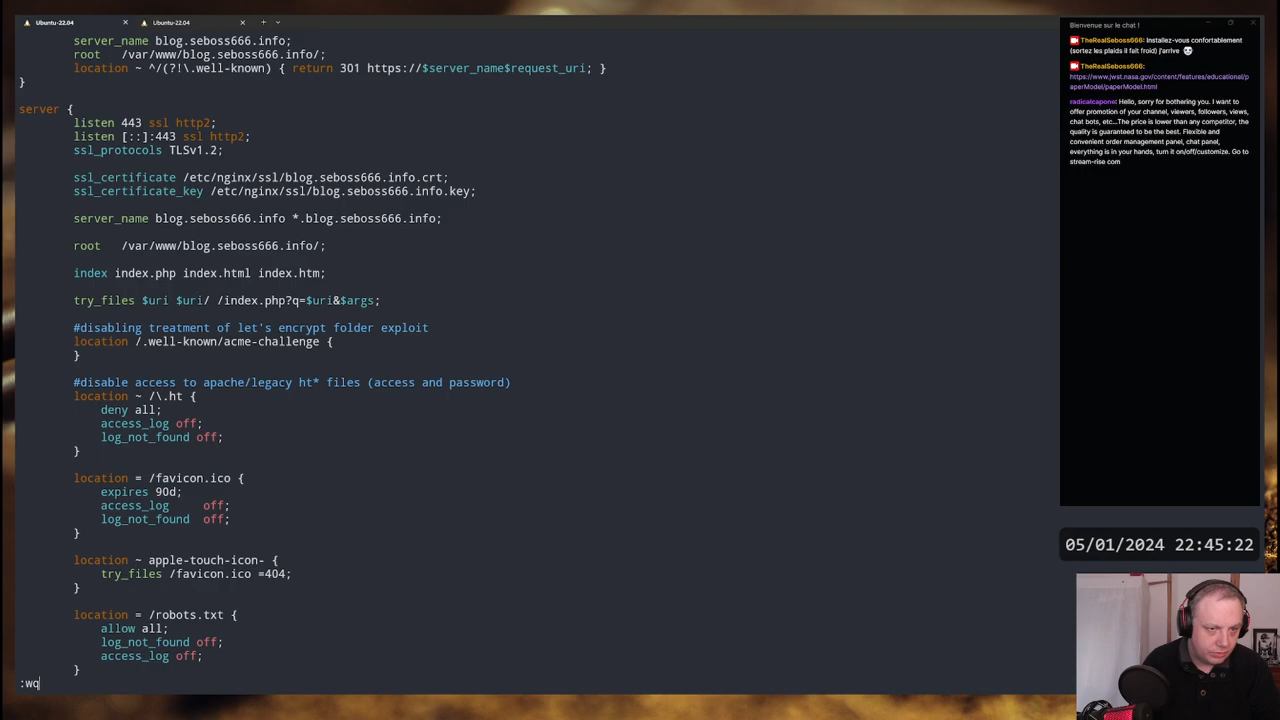 Ubuntu-22.04
Ubuntu-22.04
server_name blog.seboss666.info;
root   /var/www/blog.seboss666.info/;
location ~ ^/(?!\.well-known) { return 301 https://$server_name$request_uri; }
}
server {
listen 443 ssl http2;
listen [::]:443 ssl http2;
ssl_protocols TLSv1.2;
ssl_certificate /etc/nginx/ssl/blog.seboss666.info.crt;
ssl_certificate_key /etc/nginx/ssl/blog.seboss666.info.key;
server_name blog.seboss666.info *.blog.seboss666.info;
root   /var/www/blog.seboss666.info/;
index index.php index.html index.htm;
try_files $uri $uri/ /index.php?q=$uri&$args;
#disabling treatment of let's encrypt folder exploit
location /.well-known/acme-challenge {
}
#disable access to apache/legacy ht* files (access and password)
location ~ /\.ht {
deny all;
access_log off;
log_not_found off;
}
location = /favicon.ico {
expires 90d;
access_log     off;
log_not_found  off;
}
location ~ apple-touch-icon- {
try_files /favicon.ico =404;
}
location = /robots.txt {
allow all;
log_not_found off;
access_log off;
}
:wq
Bienvenue sur le chat !
TheRealSeboss666: Installez-vous confortablement
(sortez les plaids il fait froid) j'arrive
TheRealSeboss666:
https://www.jwst.nasa.gov/content/features/educational/p
aperModel/paperModel.html
radicalcapone: Hello, sorry for bothering you. I want to
offer promotion of your channel, viewers, followers, views,
chat bots, etc...The price is lower than any competitor, the
quality is guaranteed to be the best. Flexible and
convenient order management panel, chat panel,
everything is in your hands, turn it on/off/customize. Go to
stream-rise com
05/01/2024 22:45:22